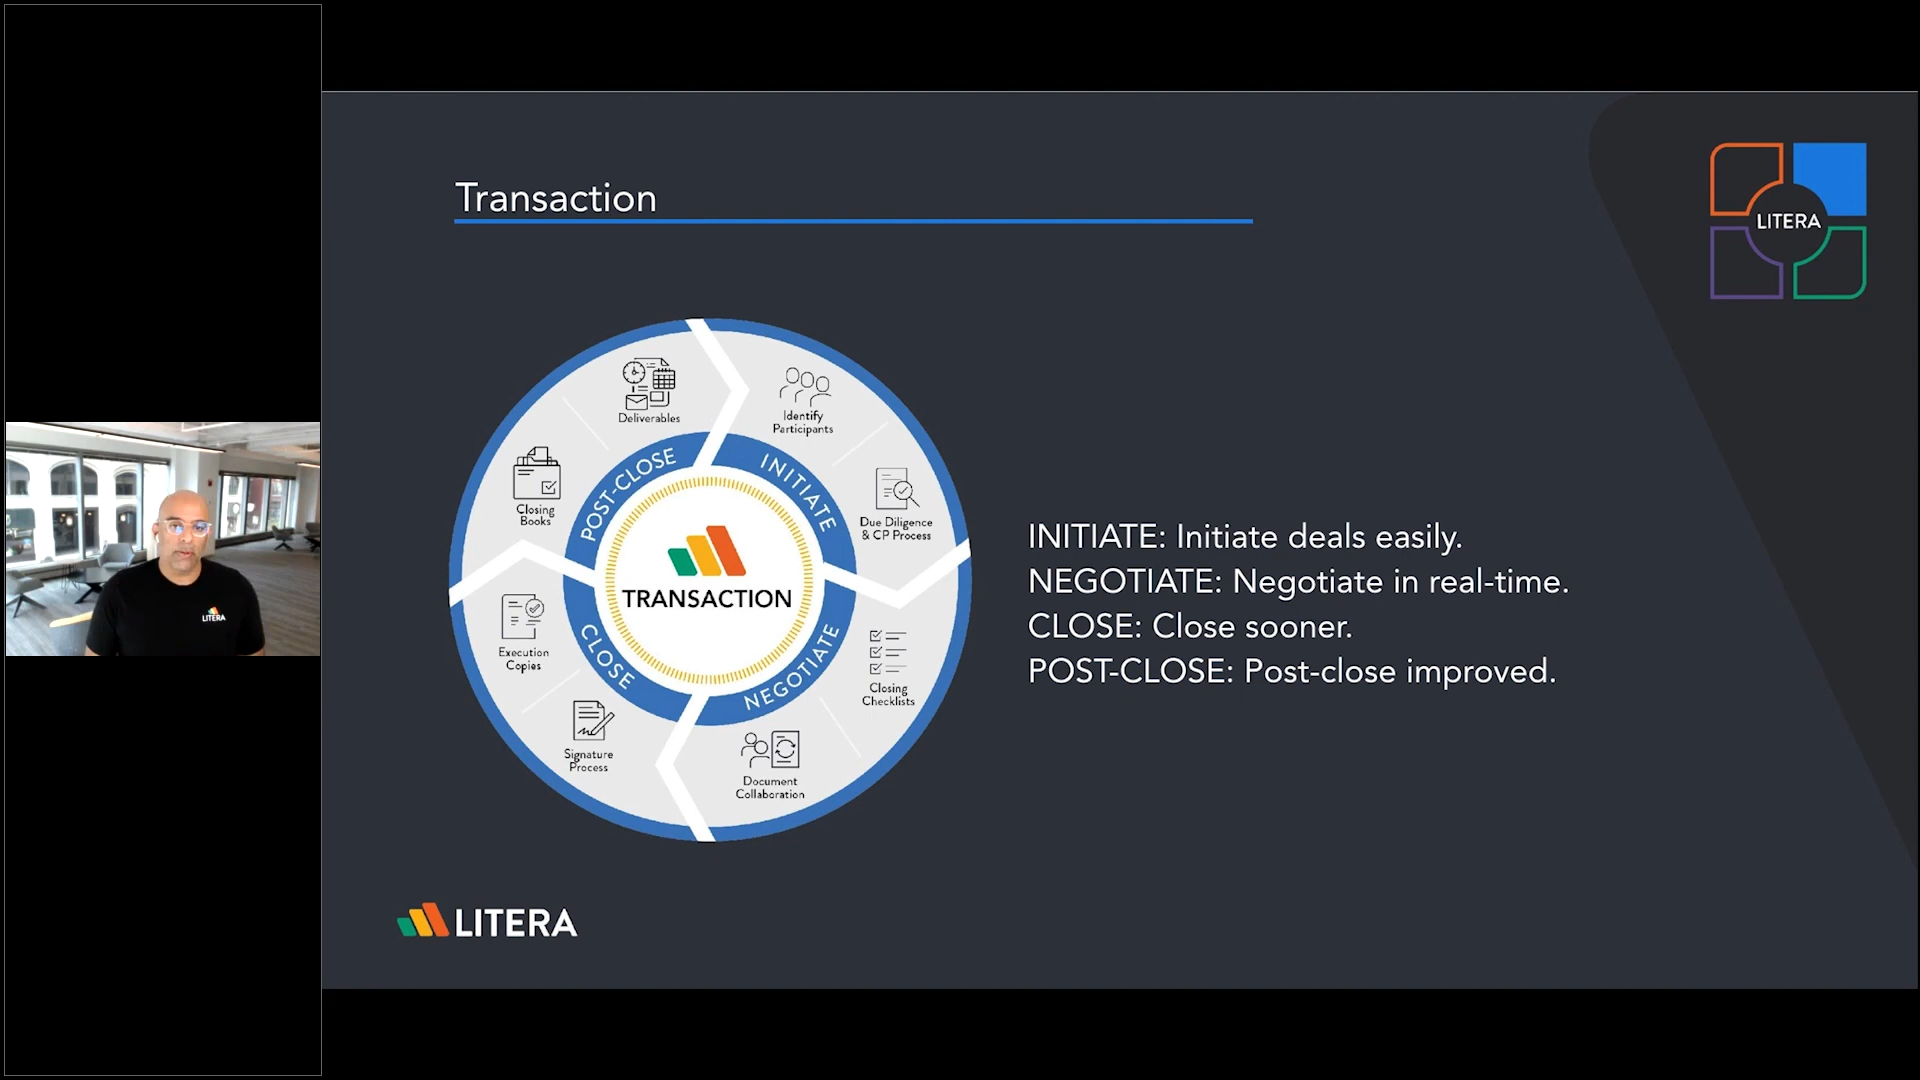 Transaction
LITERA
Deliverables
Identify
Participants
Closing
Books
POST-CLOSE
INITIATE
Due Diligence
& CP Process
TRANSACTION
INITIATE: Initiate deals easily.
NEGOTIATE: Negotiate in real-time.
CLOSE: Close sooner.
POST-CLOSE: Post-close improved.
Execution
Copies
CLOSE
NEGOTIATE
Closing
Checklists
Signature
Process
Document
Collaboration
LITERA
LITERA